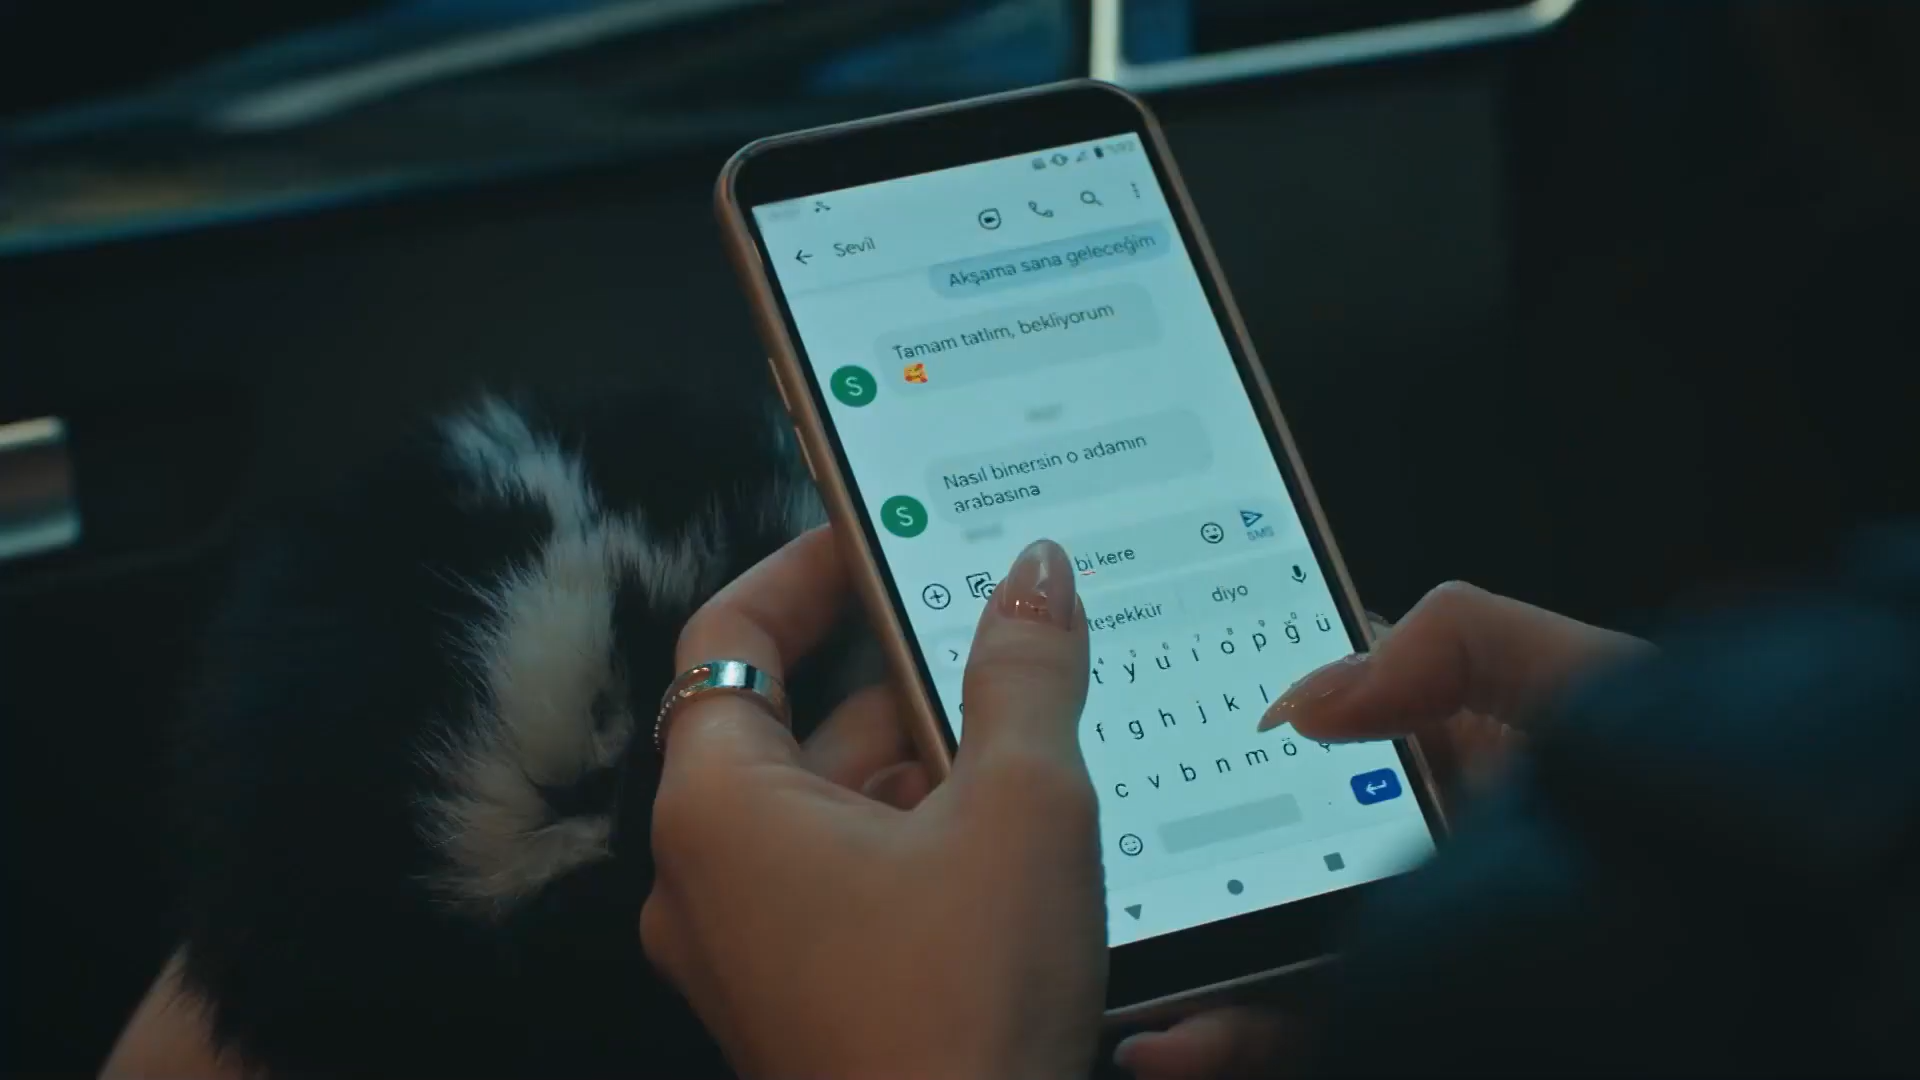 Sevil
Akşama sana geleceğim
Tamam tatlım, bekliyorum
S
Nasıl binersin o adamın
arabasına
S
bi kere
SMS
teşekkür diyo
t y u ı o p ğ ü
f g h j k l
c v b n m ö